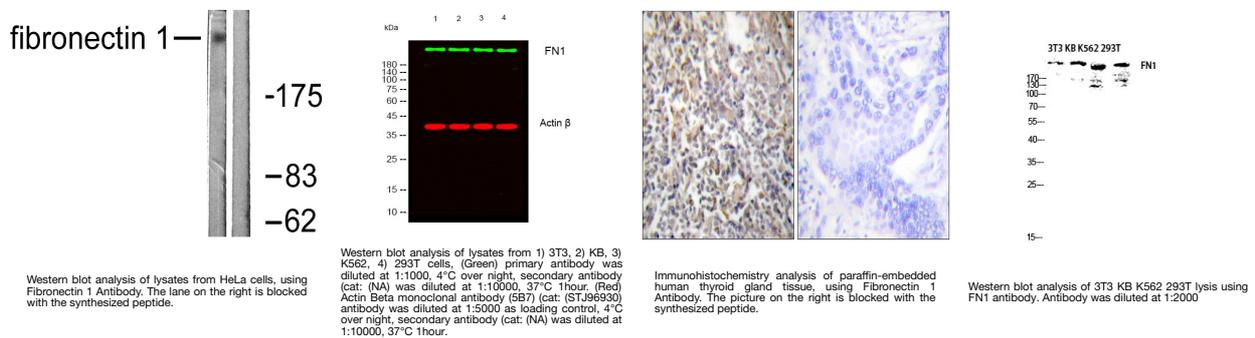 fibronectin 1
-175
-83
-62
Western blot analysis of lysates from HeLa cells, using
Fibronectin 1 Antibody. The lane on the right is blocked
with the synthesized peptide.
1 2 3 4
kDa
FN1
180
140
100
75
60
45
Actin β
35
25
15
10
Western blot analysis of lysates from 1) 3T3, 2) KB, 3)
K562, 4) 293T cells, (Green) primary antibody was
diluted at 1:1000, 4°C over night, secondary antibody
(cat: (NA) was diluted at 1:10000, 37°C 1hour. (Red)
Actin Beta monoclonal antibody (5B7) (cat: (STJ96930)
antibody was diluted at 1:5000 as loading control, 4°C
over night, secondary antibody (cat: (NA) was diluted at
1:10000, 37°C 1hour.
Immunohistochemistry analysis of paraffin-embedded
human thyroid gland tissue, using Fibronectin 1
Antibody. The picture on the right is blocked with the
synthesized peptide.
3T3 KB K562 293T
FN1
170
130
100
70
55
40
35
25
15
Western blot analysis of 3T3 KB K562 293T lysis using
FN1 antibody. Antibody was diluted at 1:2000